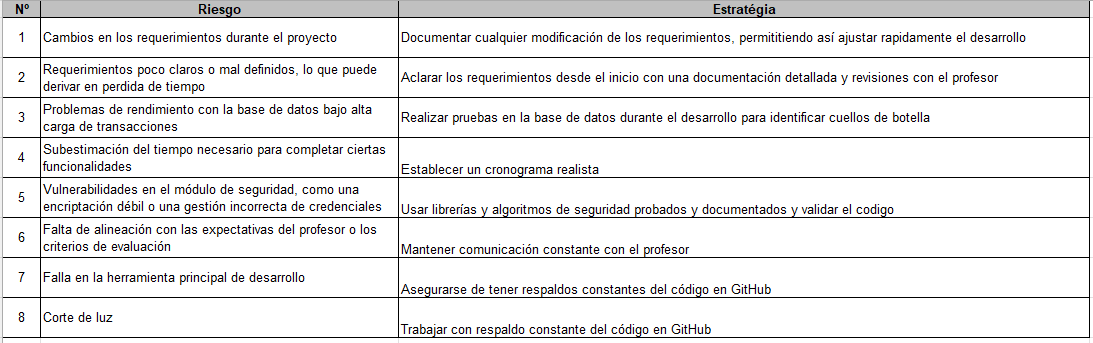 Nº Riesgo Estratégia
1 Cambios en los requerimientos durante el proyecto Documentar cualquier modificación de los requerimientos, permititiendo así ajustar rapidamente el desarrollo
2 Requerimientos poco claros o mal definidos, lo que puede
derivar en perdida de tiempo Aclarar los requerimientos desde el inicio con una documentación detallada y revisiones con el profesor
3 Problemas de rendimiento con la base de datos bajo alta
carga de transacciones Realizar pruebas en la base de datos durante el desarrollo para identificar cuellos de botella
4 Subestimación del tiempo necesario para completar ciertas
funcionalidades Establecer un cronograma realista
5 Vulnerabilidades en el módulo de seguridad, como una
encriptación débil o una gestión incorrecta de credenciales Usar librerías y algoritmos de seguridad probados y documentados y validar el codigo
6 Falta de alineación con las expectativas del profesor o los
criterios de evaluación Mantener comunicación constante con el profesor
7 Falla en la herramienta principal de desarrollo Asegurarse de tener respaldos constantes del código en GitHub
8 Corte de luz Trabajar con respaldo constante del código en GitHub